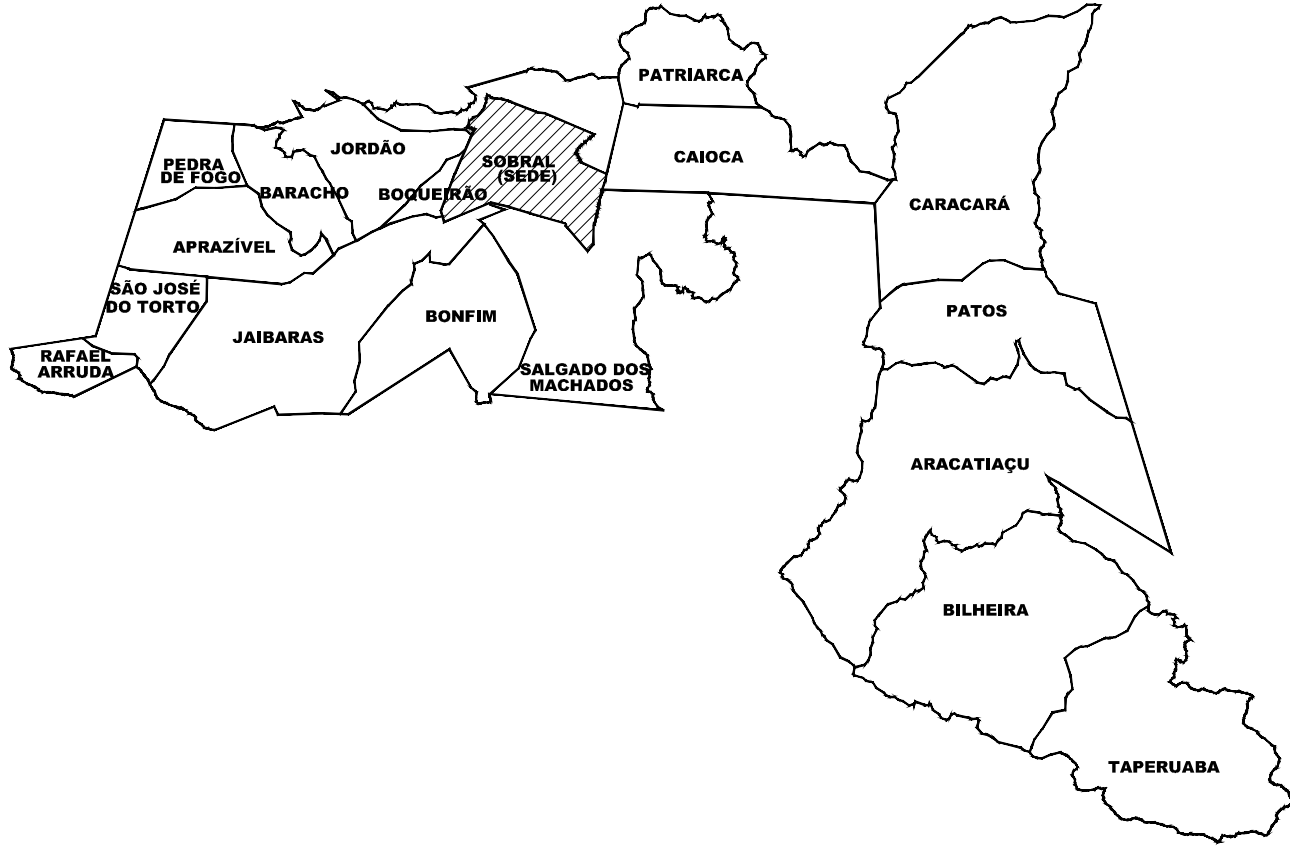 PATRIARCA
JORDÃO
CAIOCA
SOBRAL
(SEDE)
PEDRA
DE FOGO
BARACHO
BOQUEIRÃO
CARACARÁ
APRAZÍVEL
SÃO JOSÉ
DO TORTO
BONFIM
PATOS
JAIBARAS
RAFAEL
ARRUDA
SALGADO DOS
MACHADOS
ARACATIAÇU
BILHEIRA
TAPERUABA